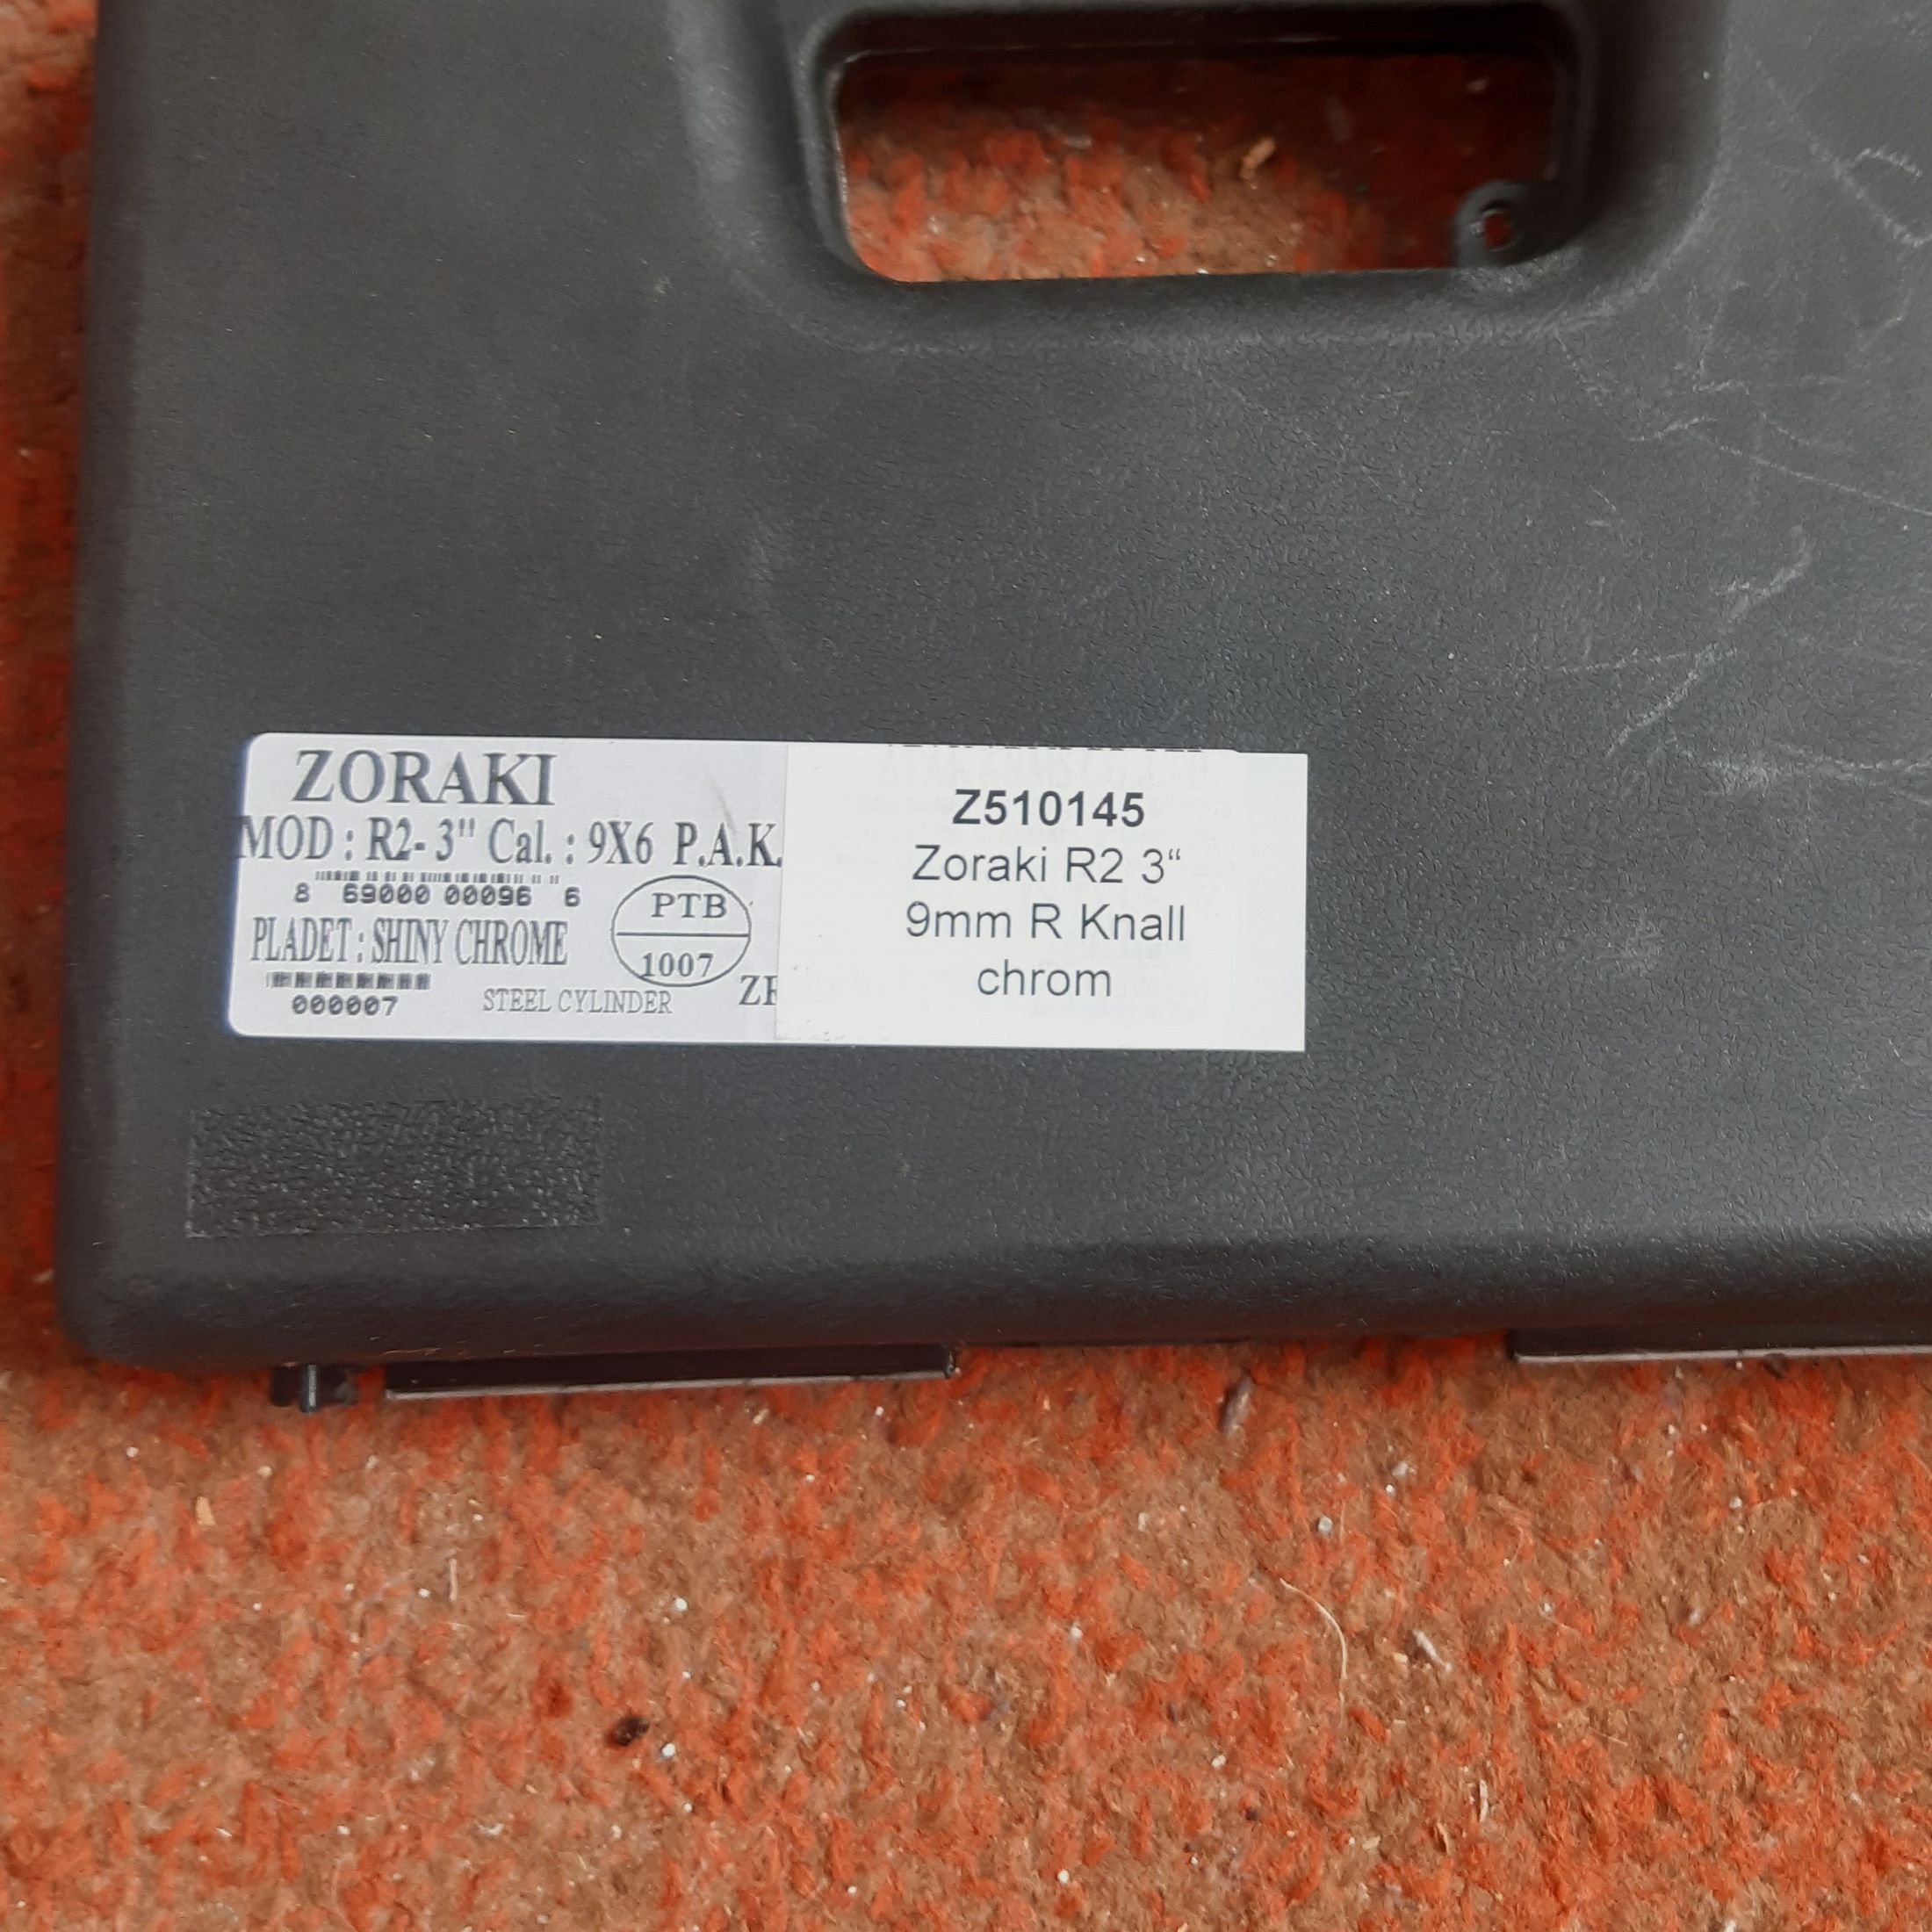 ZORAKI
MOD : R2- 3" Cal. : 9X6 P.A.K.
8 69000 00096 6
PLADET : SHINY CHROME
PTB
1007
000007
STEEL CYLINDER
Z510145
Zoraki R2 3“
9mm R Knall
chrom